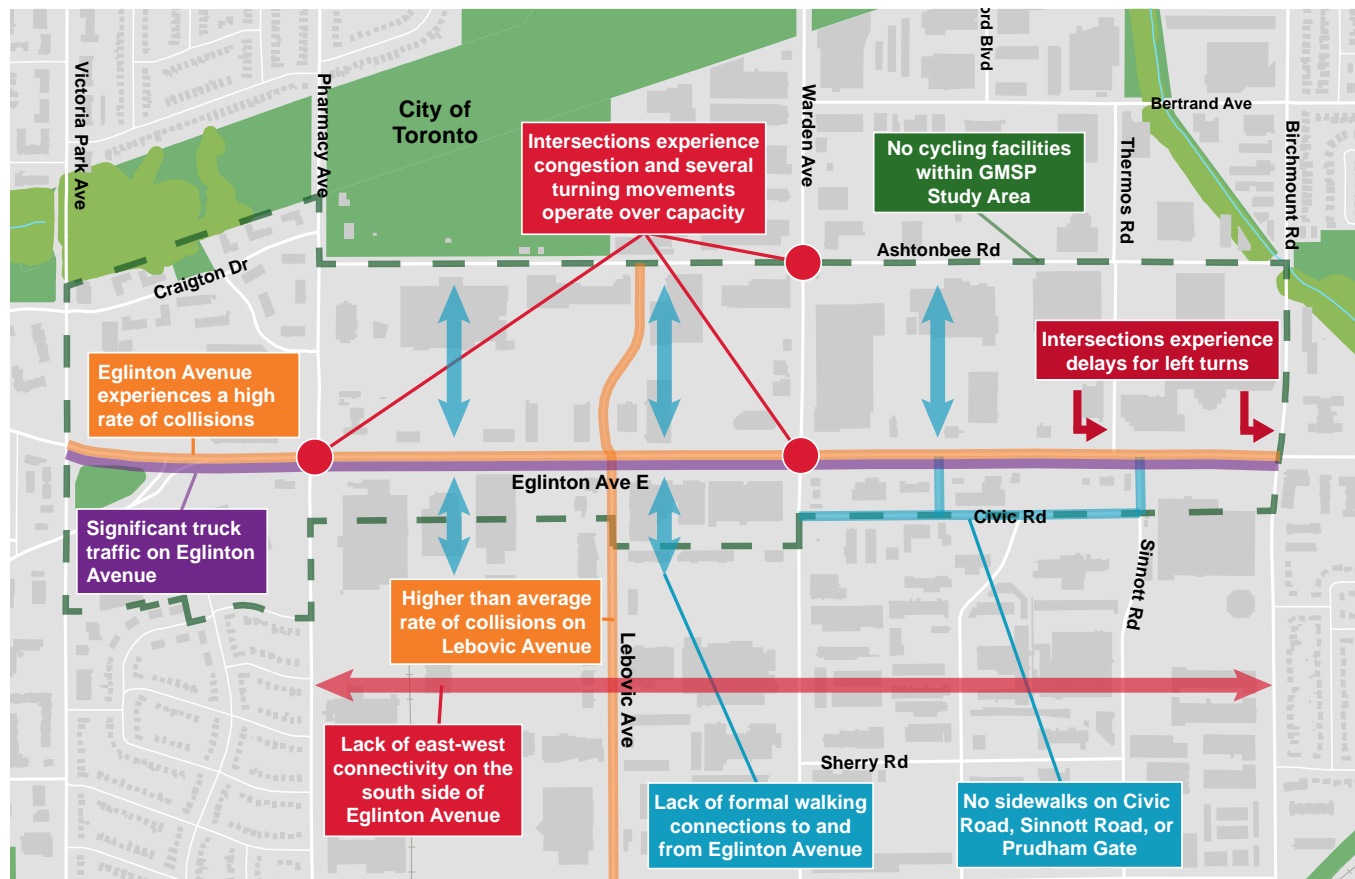 ord Blvd
Victoria Park Ave
Pharmacy Ave
City of
Toronto
Warden Ave
Bertrand Ave
Birchmount Rd
Thermos Rd
Intersections experience
congestion and several
turning movements
operate over capacity
No cycling facilities
within GMSP
Study Area
Ashtonbee Rd
Craigton Dr
Intersections experience
delays for left turns
Eglinton Avenue
experiences a high
rate of collisions
Eglinton Ave E
Significant truck
traffic on Eglinton
Avenue
Civic Rd
Sinnott Rd
Higher than average
rate of collisions on
Lebovic Avenue
Lebovic Ave
Lack of east-west
connectivity on the
south side of
Eglinton Avenue
Sherry Rd
Lack of formal walking
connections to and
from Eglinton Avenue
No sidewalks on Civic
Road, Sinnott Road, or
Prudham Gate